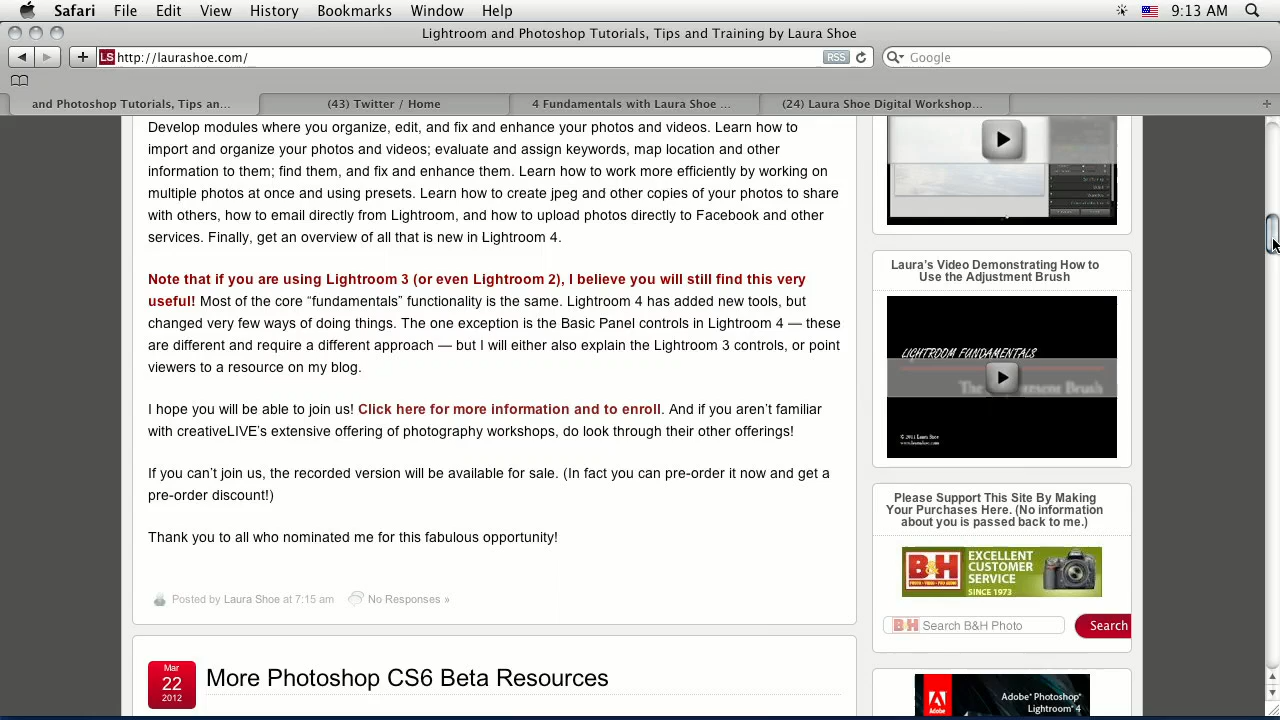 Safari File Edit View History Bookmarks Window Help 9:13 AM
Lightroom and Photoshop Tutorials, Tips and Training by Laura Shoe
LS http://laurashoe.com/ RSS Google
and Photoshop Tutorials, Tips an... (43) Twitter / Home 4 Fundamentals with Laura Shoe ... (24) Laura Shoe Digital Workshop...
Develop modules where you organize, edit, and fix and enhance your photos and videos. Learn how to
import and organize your photos and videos; evaluate and assign keywords, map location and other
information to them; find them, and fix and enhance them. Learn how to work more efficiently by working on
multiple photos at once and using presets. Learn how to create jpeg and other copies of your photos to share
with others, how to email directly from Lightroom, and how to upload photos directly to Facebook and other
services. Finally, get an overview of all that is new in Lightroom 4.
Note that if you are using Lightroom 3 (or even Lightroom 2), I believe you will still find this very
useful! Most of the core “fundamentals” functionality is the same. Lightroom 4 has added new tools, but
changed very few ways of doing things. The one exception is the Basic Panel controls in Lightroom 4 — these
are different and require a different approach — but I will either also explain the Lightroom 3 controls, or point
viewers to a resource on my blog.
I hope you will be able to join us! Click here for more information and to enroll. And if you aren’t familiar
with creativeLIVE’s extensive offering of photography workshops, do look through their other offerings!
If you can’t join us, the recorded version will be available for sale. (In fact you can pre-order it now and get a
pre-order discount!)
Thank you to all who nominated me for this fabulous opportunity!
Posted by Laura Shoe at 7:15 am No Responses »
Mar
22
2012
More Photoshop CS6 Beta Resources
Laura’s Video Demonstrating How to
Use the Adjustment Brush
LIGHTROOM FUNDAMENTALS
© 2011 Laura Shoe
www.laurashoe.com
Please Support This Site By Making
Your Purchases Here. (No information
about you is passed back to me.)
B&H
PHOTO - VIDEO - PRO AUDIO
EXCELLENT
CUSTOMER
SERVICE
SINCE 1973
B&H Search B&H Photo Search
Adobe® Photoshop®
Lightroom® 4
Adobe